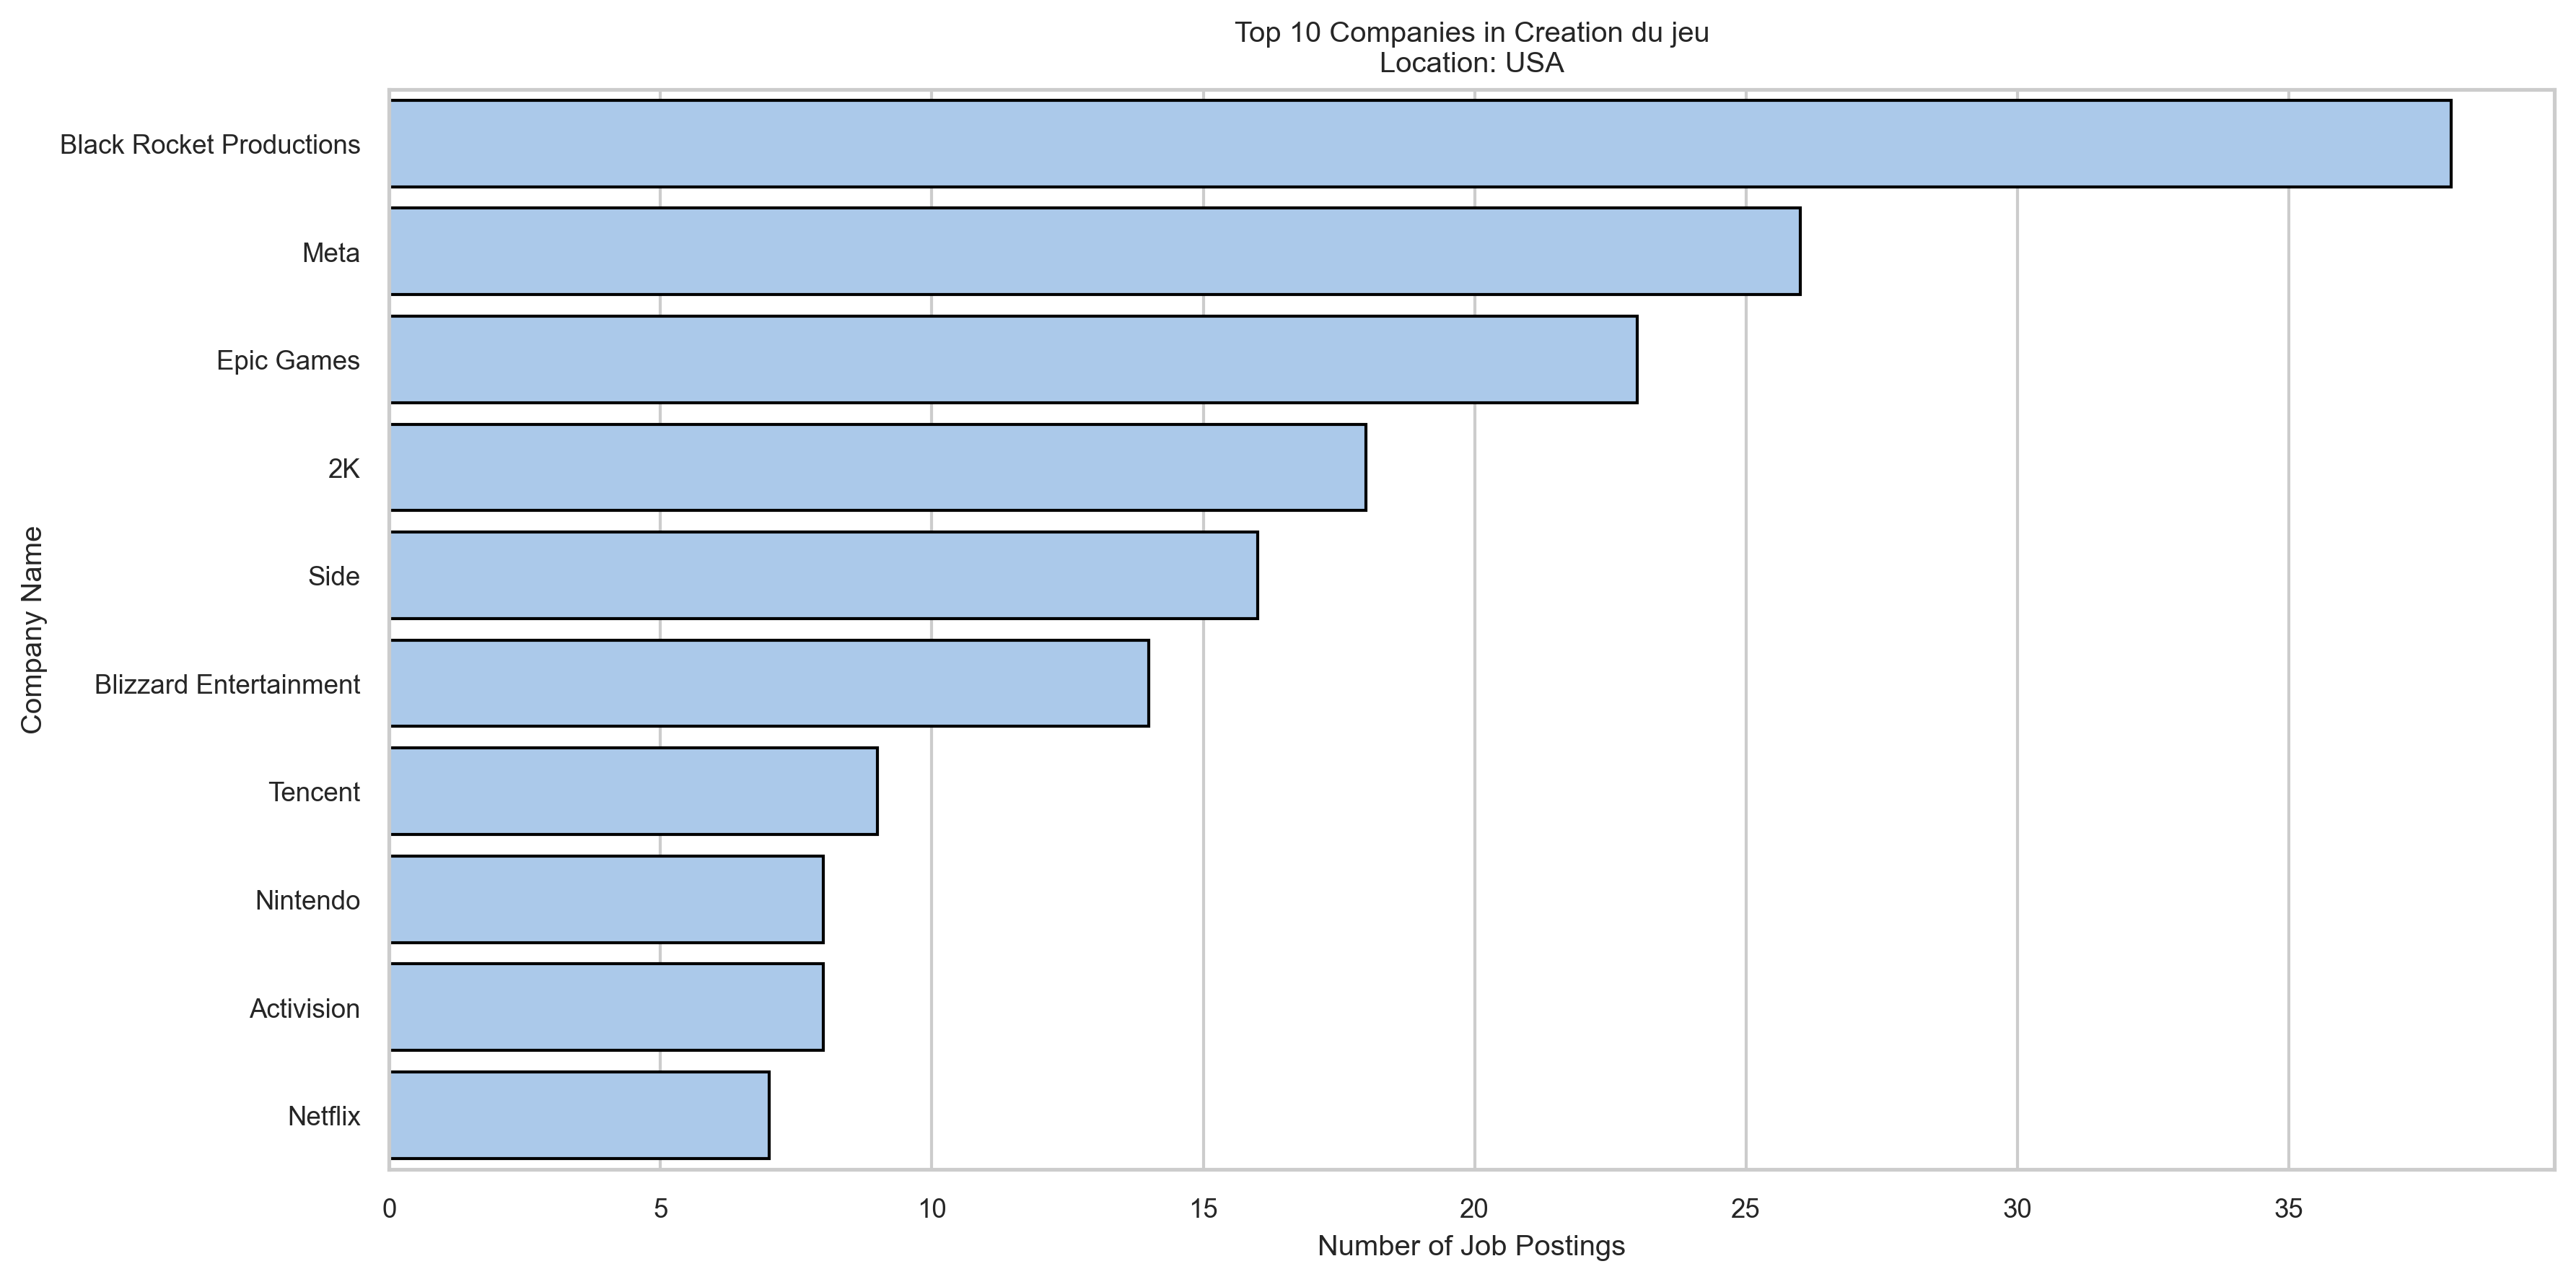 Top 10 Companies in Creation du jeu
Location: USA
Company Name
Black Rocket Productions
Meta
Epic Games
2K
Side
Blizzard Entertainment
Tencent
Nintendo
Activision
Netflix
0 5 10 15 20 25 30 35
Number of Job Postings